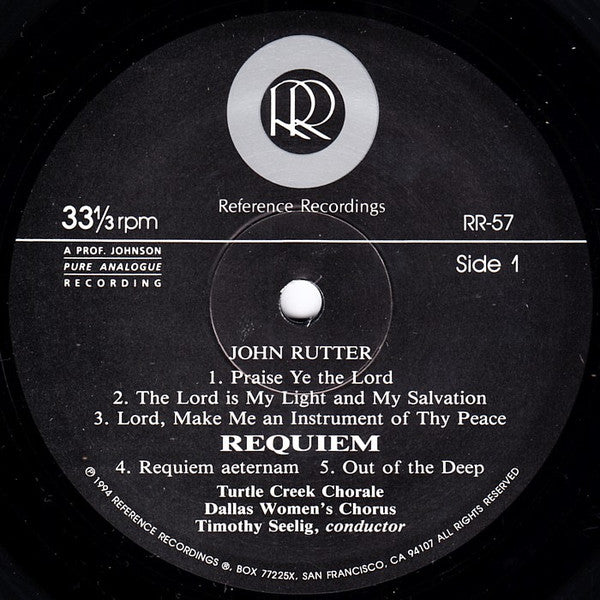 RR
Reference Recordings
33⅓ rpm
RR-57
A PROF. JOHNSON
PURE ANALOGUE
RECORDING
Side 1
JOHN RUTTER
1. Praise Ye the Lord
2. The Lord is My Light and My Salvation
3. Lord, Make Me an Instrument of Thy Peace
REQUIEM
4. Requiem aeternam 5. Out of the Deep
Turtle Creek Chorale
Dallas Women's Chorus
Timothy Seelig, conductor
℗ 1994 REFERENCE RECORDINGS ®, BOX 77225X, SAN FRANCISCO, CA 94107 ALL RIGHTS RESERVED